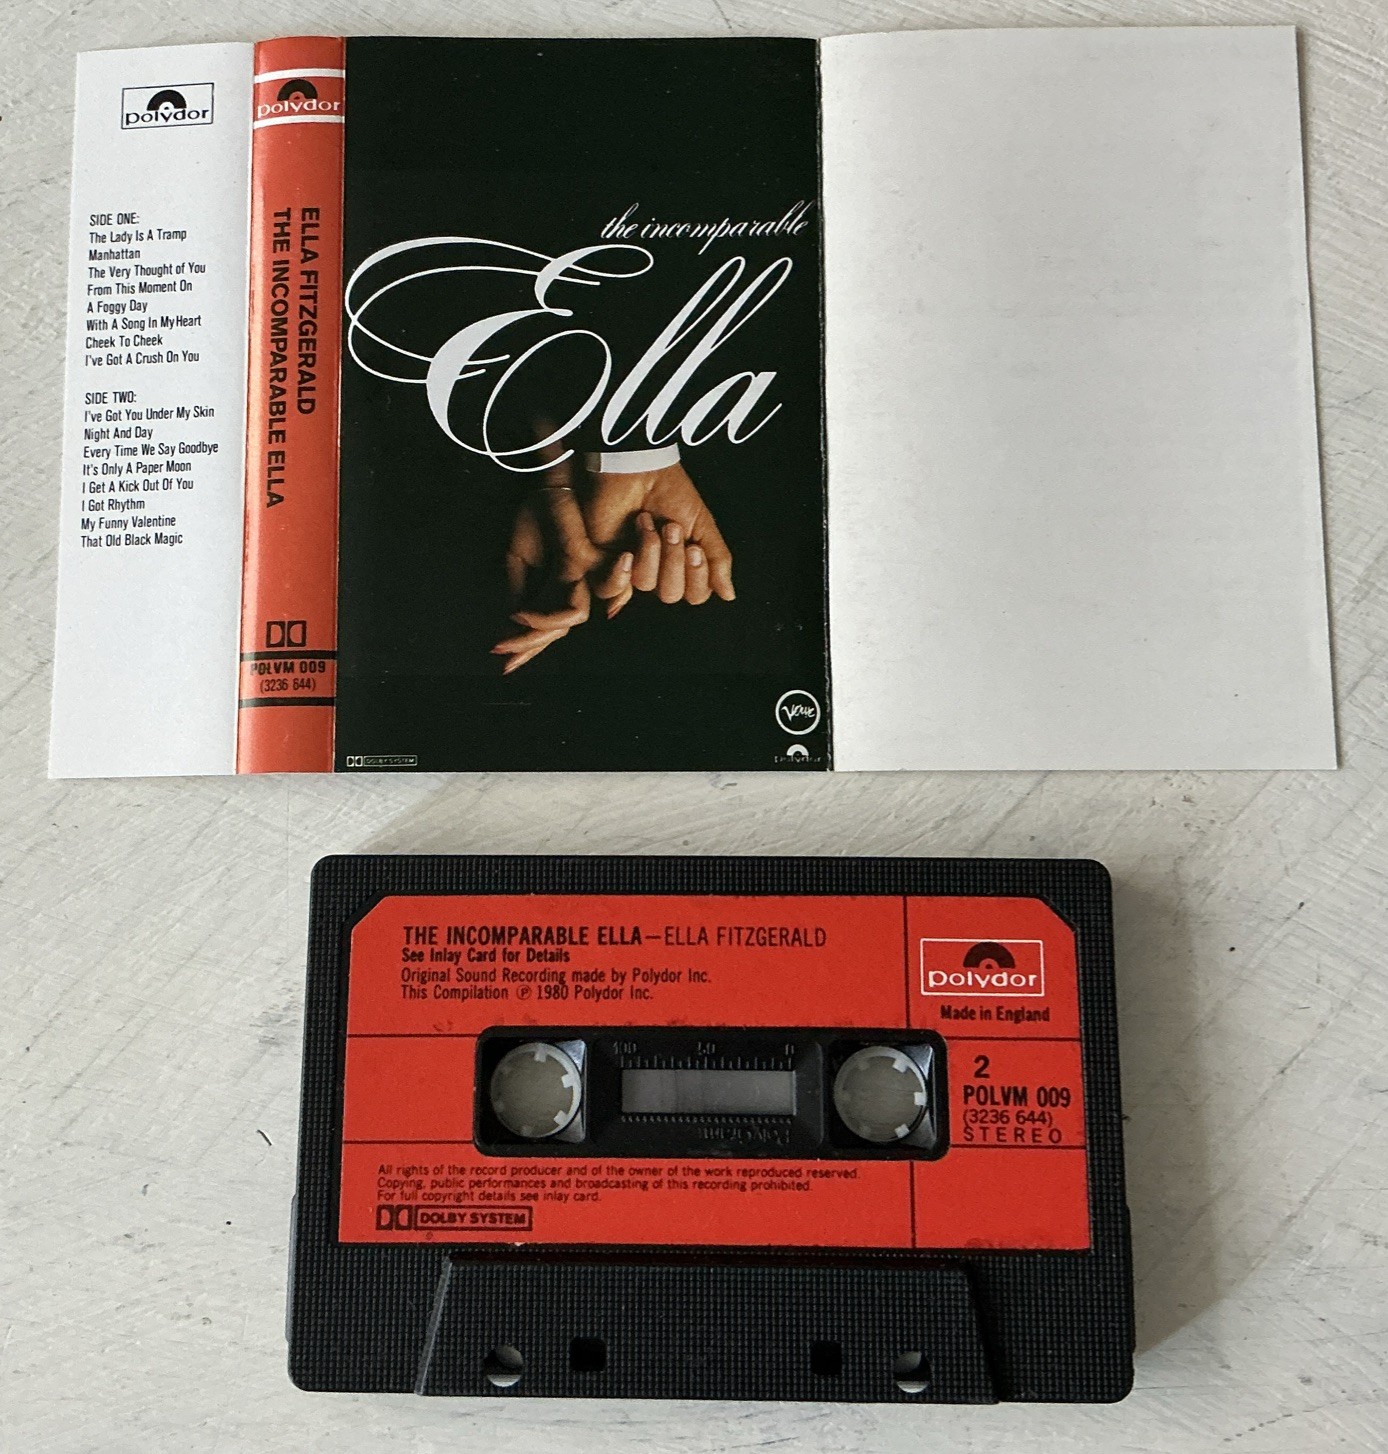 polydor
SIDE ONE:
The Lady Is A Tramp
Manhattan
The Very Thought of You
From This Moment On
A Foggy Day
With A Song In My Heart
Cheek To Cheek
I've Got A Crush On You
SIDE TWO:
I've Got You Under My Skin
Night And Day
Every Time We Say Goodbye
It's Only A Paper Moon
I Get A Kick Out Of You
I Got Rhythm
My Funny Valentine
That Old Black Magic
polydor
ELLA FITZGERALD
THE INCOMPARABLE ELLA
POLVM 009
(3236 644)
the incomparable
Ella
Verve
polydor
DOLBY SYSTEM
THE INCOMPARABLE ELLA—ELLA FITZGERALD
See Inlay Card for Details
Original Sound Recording made by Polydor Inc.
This Compilation ℗ 1980 Polydor Inc.
polydor
Made in England
100 50 0
PolyGram
2
POLVM 009
(3236 644)
STEREO
All rights of the record producer and of the owner of the work reproduced reserved.
Copying, public performances and broadcasting of this recording prohibited.
For full copyright details see inlay card.
DOLBY SYSTEM